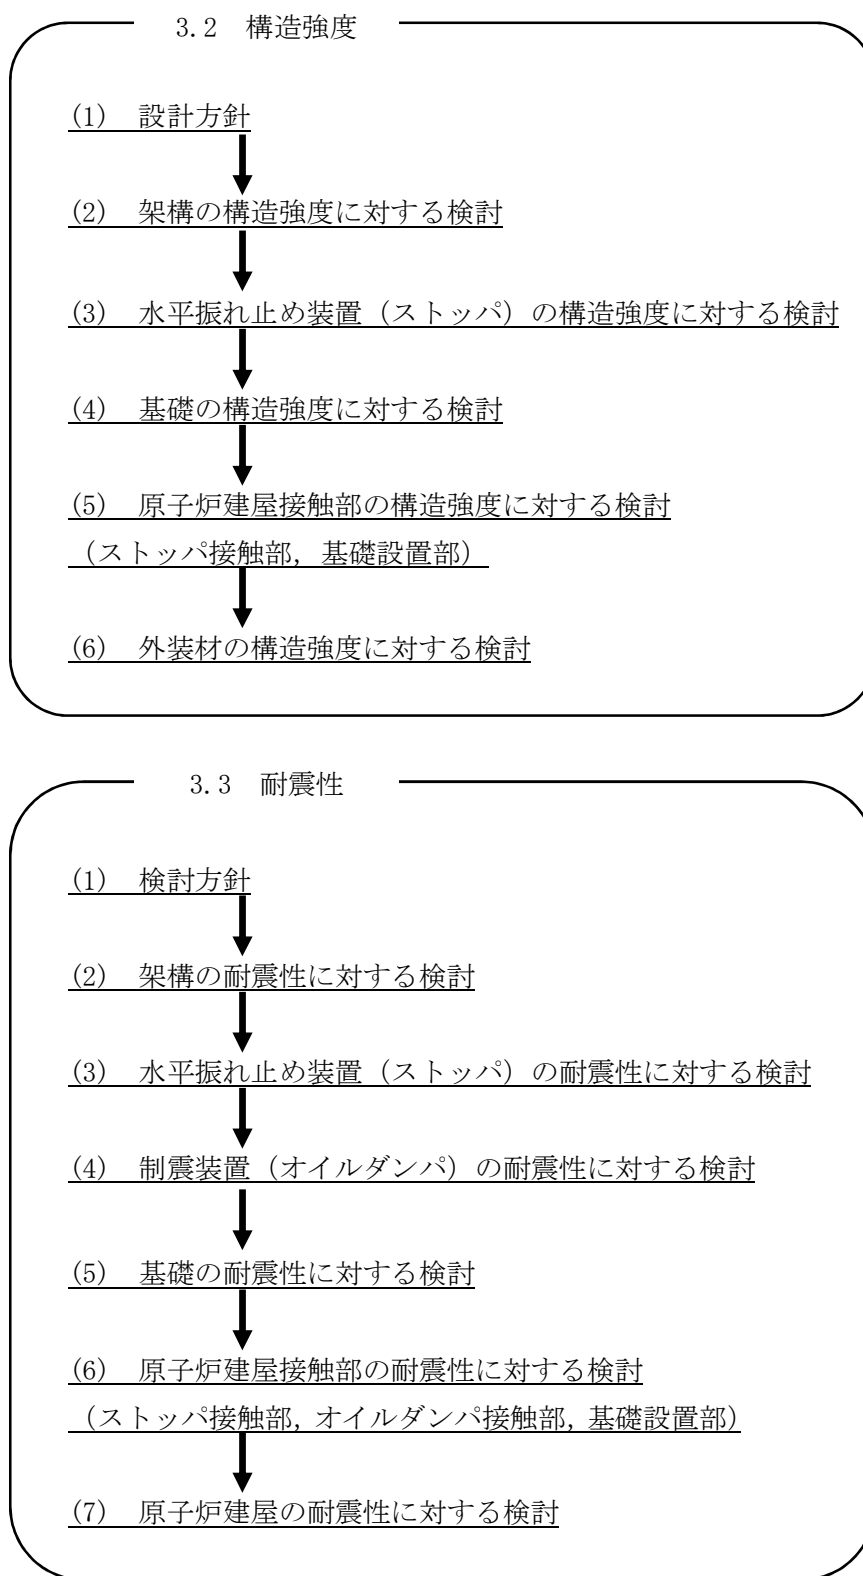 3.2 構造強度
(1) 設計方針
(2) 架構の構造強度に対する検討
(3) 水平振れ止め装置（ストッパ）の構造強度に対する検討
(4) 基礎の構造強度に対する検討
(5) 原子炉建屋接触部の構造強度に対する検討
（ストッパ接触部，基礎設置部）
(6) 外装材の構造強度に対する検討
3.3 耐震性
(1) 検討方針
(2) 架構の耐震性に対する検討
(3) 水平振れ止め装置（ストッパ）の耐震性に対する検討
(4) 制震装置（オイルダンパ）の耐震性に対する検討
(5) 基礎の耐震性に対する検討
(6) 原子炉建屋接触部の耐震性に対する検討
（ストッパ接触部，オイルダンパ接触部，基礎設置部）
(7) 原子炉建屋の耐震性に対する検討